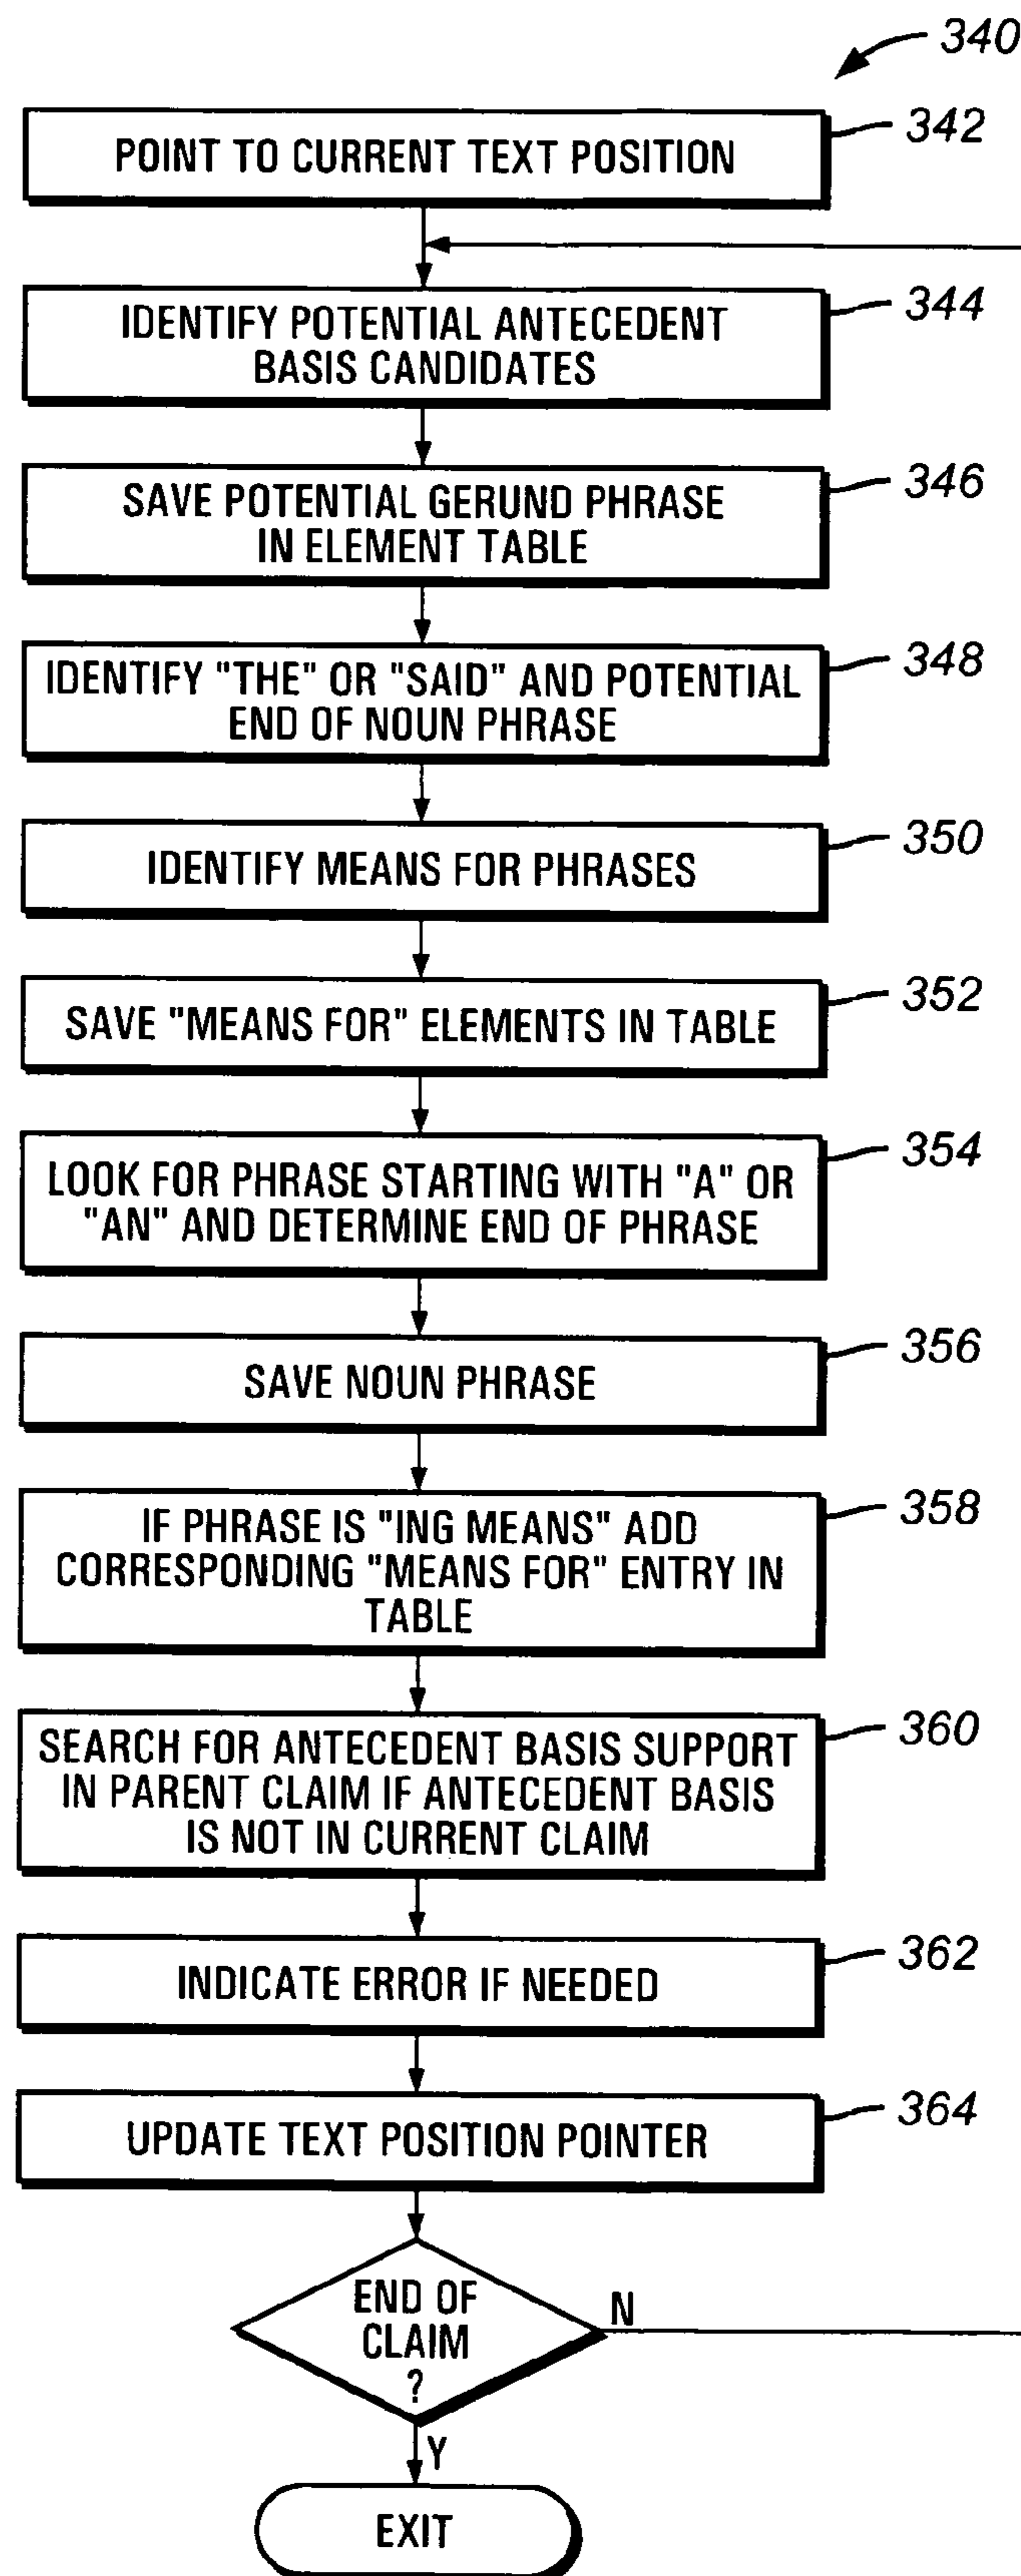 340
POINT TO CURRENT TEXT POSITION
342
IDENTIFY POTENTIAL ANTECEDENT
BASIS CANDIDATES
344
SAVE POTENTIAL GERUND PHRASE
IN ELEMENT TABLE
346
IDENTIFY "THE" OR "SAID" AND POTENTIAL
END OF NOUN PHRASE
348
IDENTIFY MEANS FOR PHRASES
350
SAVE "MEANS FOR" ELEMENTS IN TABLE
352
LOOK FOR PHRASE STARTING WITH "A" OR
"AN" AND DETERMINE END OF PHRASE
354
SAVE NOUN PHRASE
356
IF PHRASE IS "ING MEANS" ADD
CORRESPONDING "MEANS FOR" ENTRY IN
TABLE
358
SEARCH FOR ANTECEDENT BASIS SUPPORT
IN PARENT CLAIM IF ANTECEDENT BASIS
IS NOT IN CURRENT CLAIM
360
INDICATE ERROR IF NEEDED
362
UPDATE TEXT POSITION POINTER
364
END OF
CLAIM
?
N
Y
EXIT